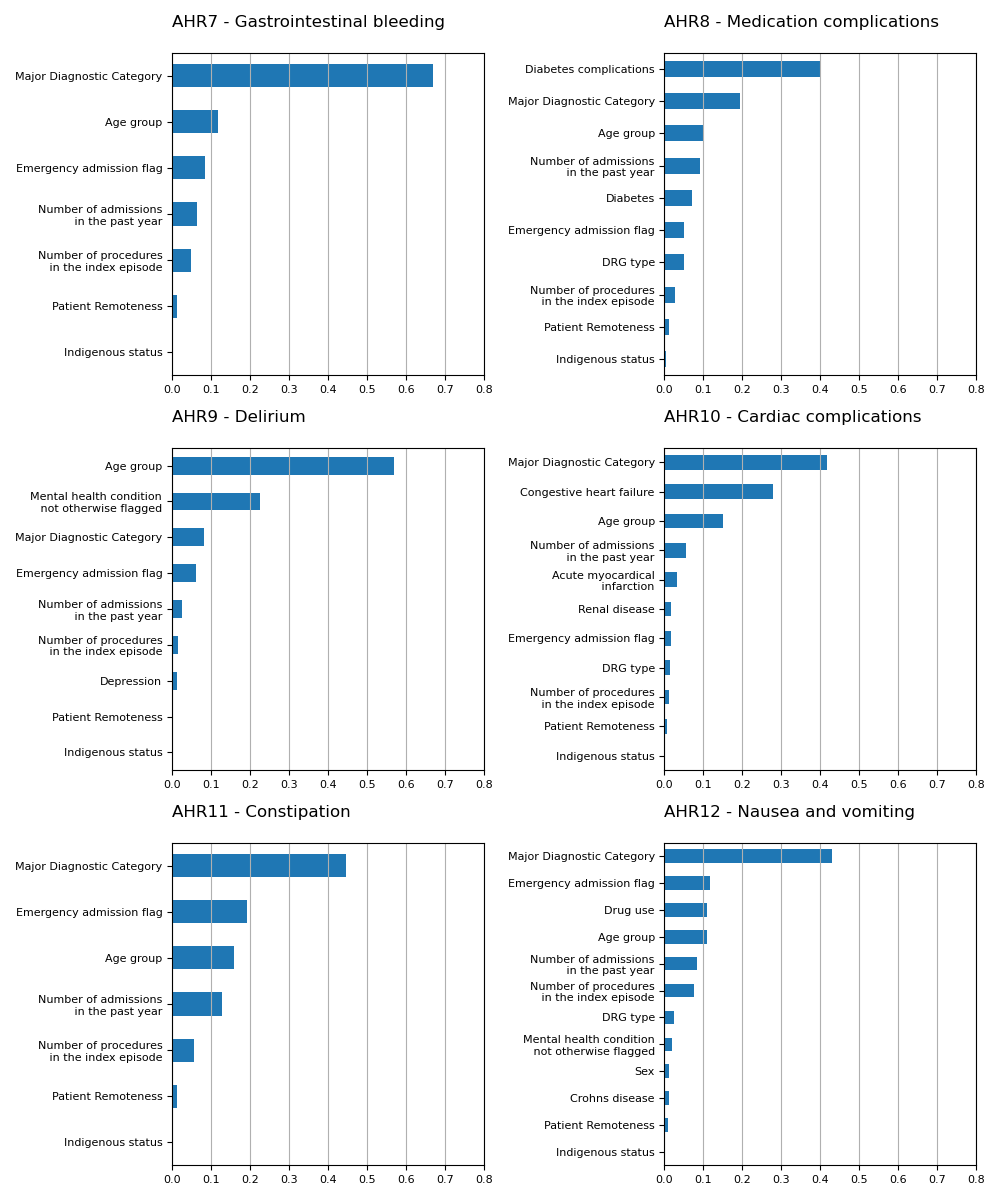 AHR7 - Gastrointestinal bleeding
Major Diagnostic Category
Age group
Emergency admission flag
Number of admissions
in the past year
Number of procedures
in the index episode
Patient Remoteness
Indigenous status
0.0 0.1 0.2 0.3 0.4 0.5 0.6 0.7 0.8
AHR8 - Medication complications
Diabetes complications
Major Diagnostic Category
Age group
Number of admissions
in the past year
Diabetes
Emergency admission flag
DRG type
Number of procedures
in the index episode
Patient Remoteness
Indigenous status
0.0 0.1 0.2 0.3 0.4 0.5 0.6 0.7 0.8
AHR9 - Delirium
Age group
Mental health condition
not otherwise flagged
Major Diagnostic Category
Emergency admission flag
Number of admissions
in the past year
Number of procedures
in the index episode
Depression
Patient Remoteness
Indigenous status
0.0 0.1 0.2 0.3 0.4 0.5 0.6 0.7 0.8
AHR10 - Cardiac complications
Major Diagnostic Category
Congestive heart failure
Age group
Number of admissions
in the past year
Acute myocardical
infarction
Renal disease
Emergency admission flag
DRG type
Number of procedures
in the index episode
Patient Remoteness
Indigenous status
0.0 0.1 0.2 0.3 0.4 0.5 0.6 0.7 0.8
AHR11 - Constipation
Major Diagnostic Category
Emergency admission flag
Age group
Number of admissions
in the past year
Number of procedures
in the index episode
Patient Remoteness
Indigenous status
0.0 0.1 0.2 0.3 0.4 0.5 0.6 0.7 0.8
AHR12 - Nausea and vomiting
Major Diagnostic Category
Emergency admission flag
Drug use
Age group
Number of admissions
in the past year
Number of procedures
in the index episode
DRG type
Mental health condition
not otherwise flagged
Sex
Crohns disease
Patient Remoteness
Indigenous status
0.0 0.1 0.2 0.3 0.4 0.5 0.6 0.7 0.8